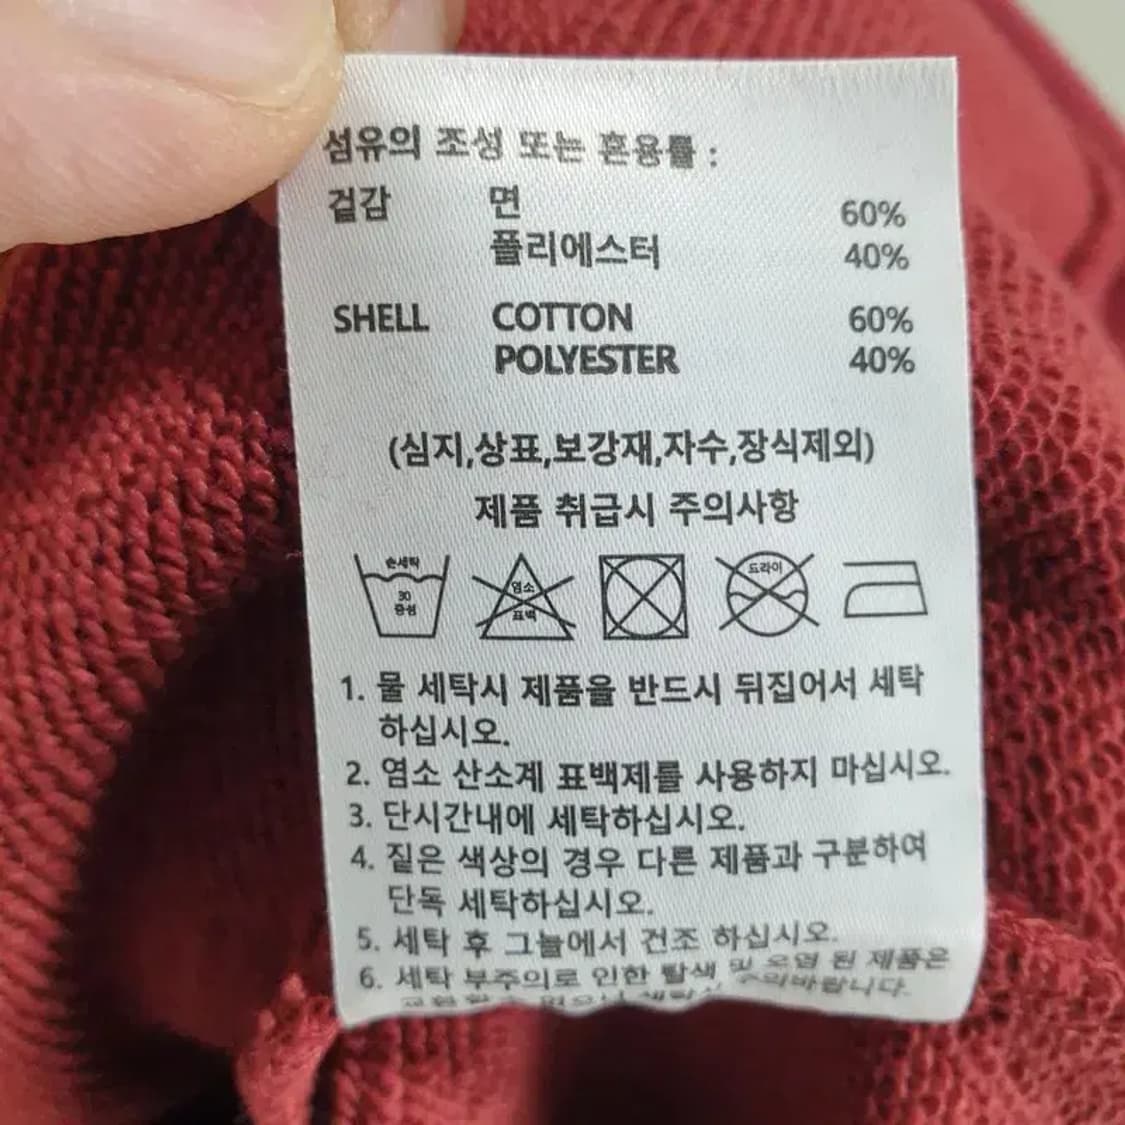 섬유의 조성 또는 혼용률 :
겉감 면 60%
폴리에스터 40%
SHELL COTTON 60%
POLYESTER 40%
(심지,상표,보강재,자수,장식제외)
제품 취급시 주의사항
손세탁 30 중성
염소 표백
드라이
1. 물 세탁시 제품을 반드시 뒤집어서 세탁
하십시오.
2. 염소 산소계 표백제를 사용하지 마십시오.
3. 단시간내에 세탁하십시오.
4. 짙은 색상의 경우 다른 제품과 구분하여
단독 세탁하십시오.
5. 세탁 후 그늘에서 건조 하십시오.
6. 세탁 부주의로 인한 탈색 및 오염 된 제품은